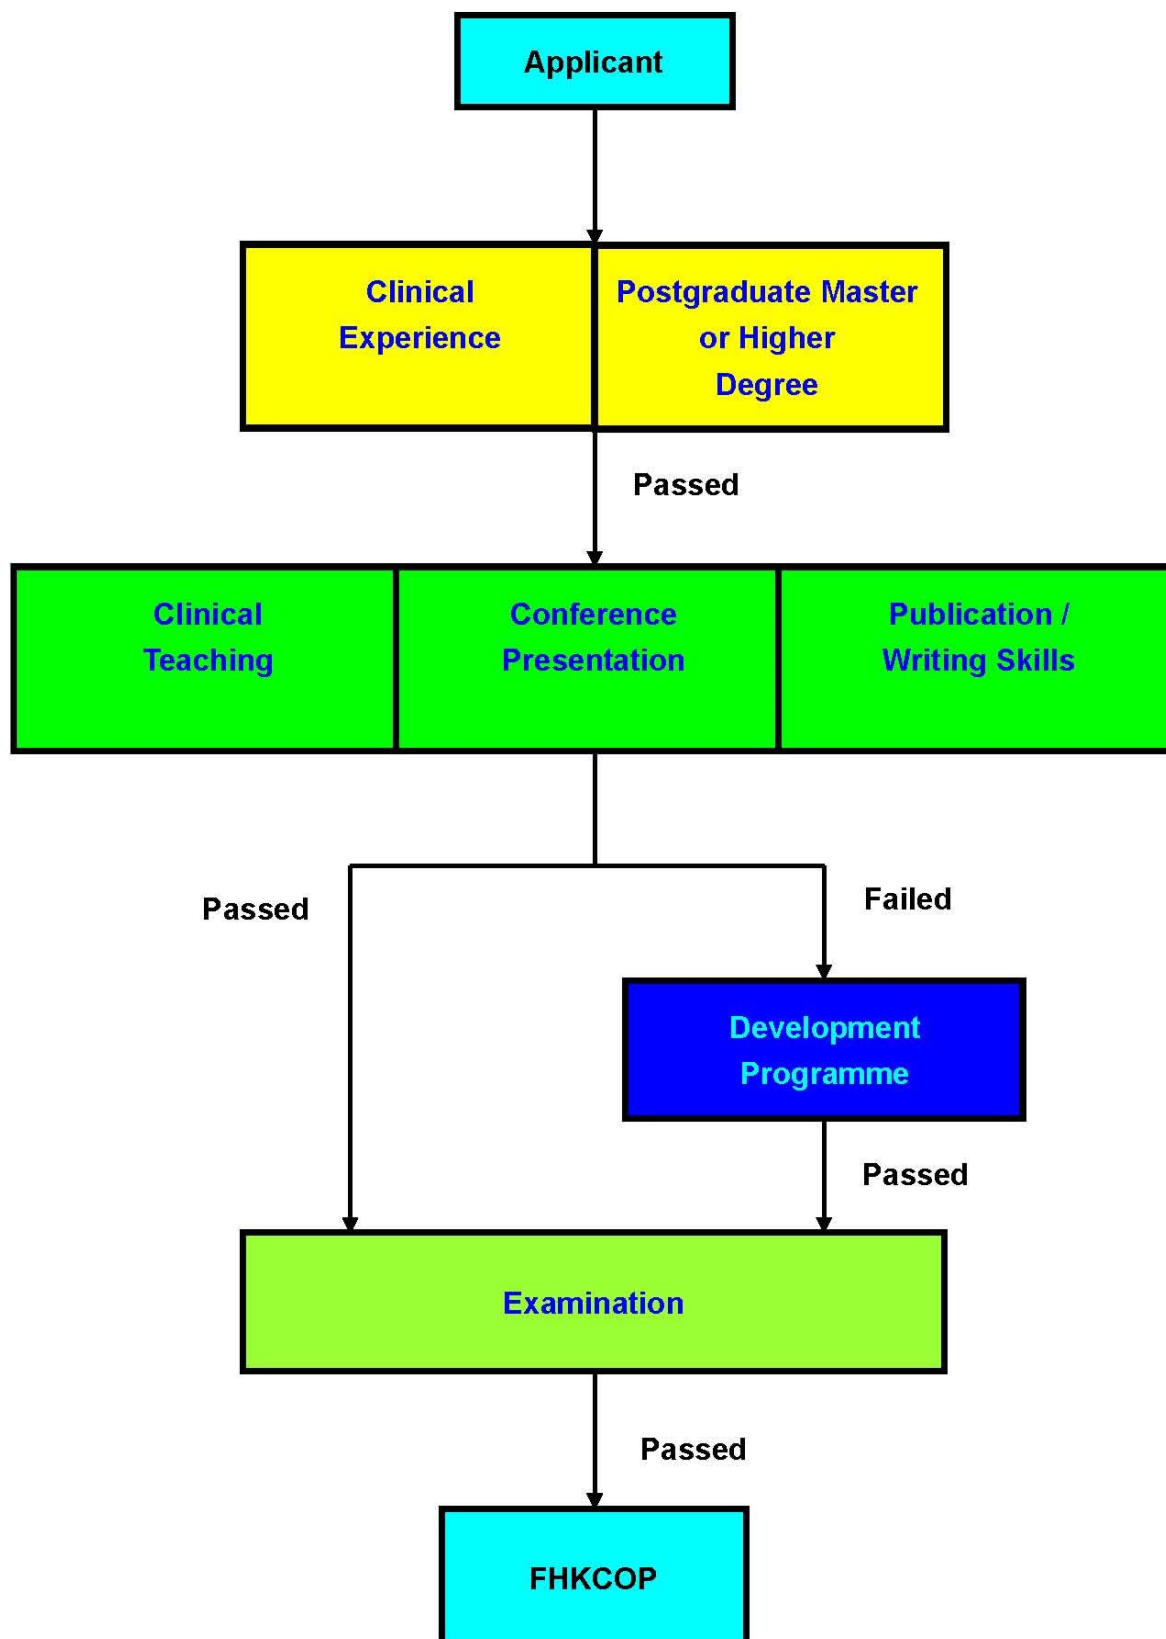 Applicant
Clinical
Experience
Postgraduate Master
or Higher
Degree
Passed
Clinical
Teaching
Conference
Presentation
Publication /
Writing Skills
Passed
Failed
Development
Programme
Passed
Examination
Passed
FHKCOP